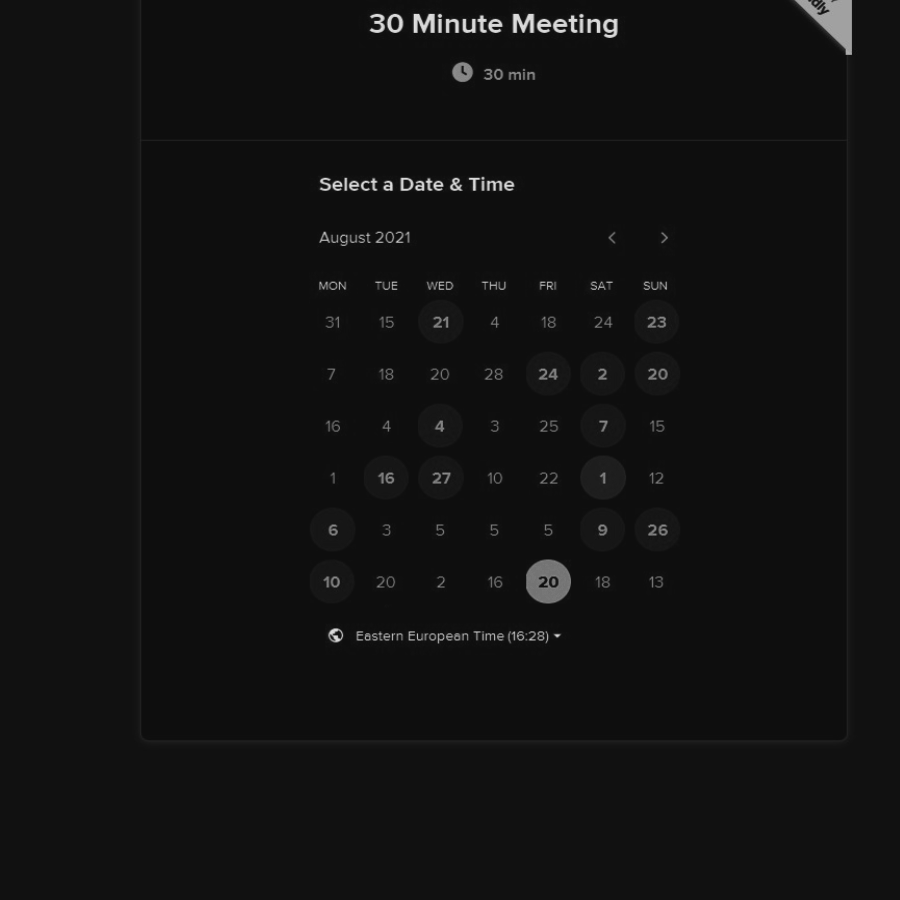 30 Minute Meeting
30 min
Select a Date & Time
August 2021
MON TUE WED THU FRI SAT SUN
31 15 21 4 18 24 23
7 18 20 28 24 2 20
16 4 4 3 25 7 15
1 16 27 10 22 1 12
6 3 5 5 5 9 26
10 20 2 16 20 18 13
Eastern European Time (16:28)